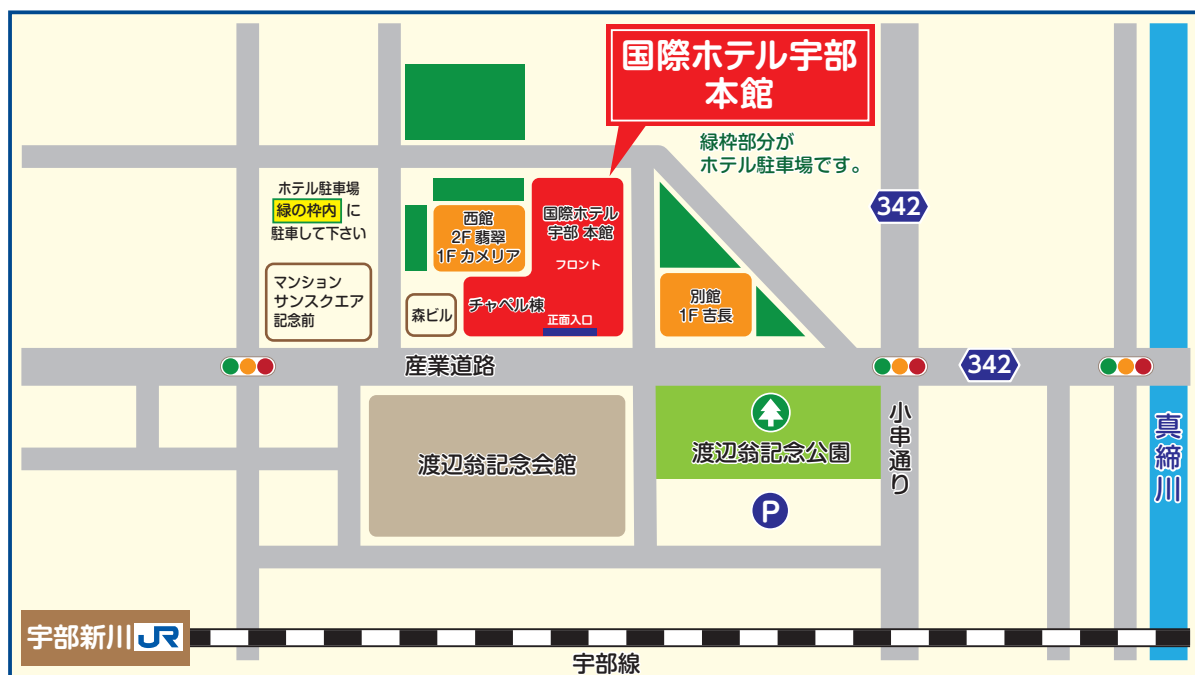 国際ホテル宇部
本館
緑枠部分が
ホテル駐車場です。
ホテル駐車場
緑の枠内 に
駐車して下さい
西館
2F 翡翠
1F カメリア
国際ホテル
宇部 本館
フロント
342
マンション
サンスクエア
記念前
森ビル
チャペル棟
正面入口
別館
1F 吉長
産業道路
342
渡辺翁記念会館
渡辺翁記念公園
小串通り
真締川
P
宇部新川 JR
宇部線